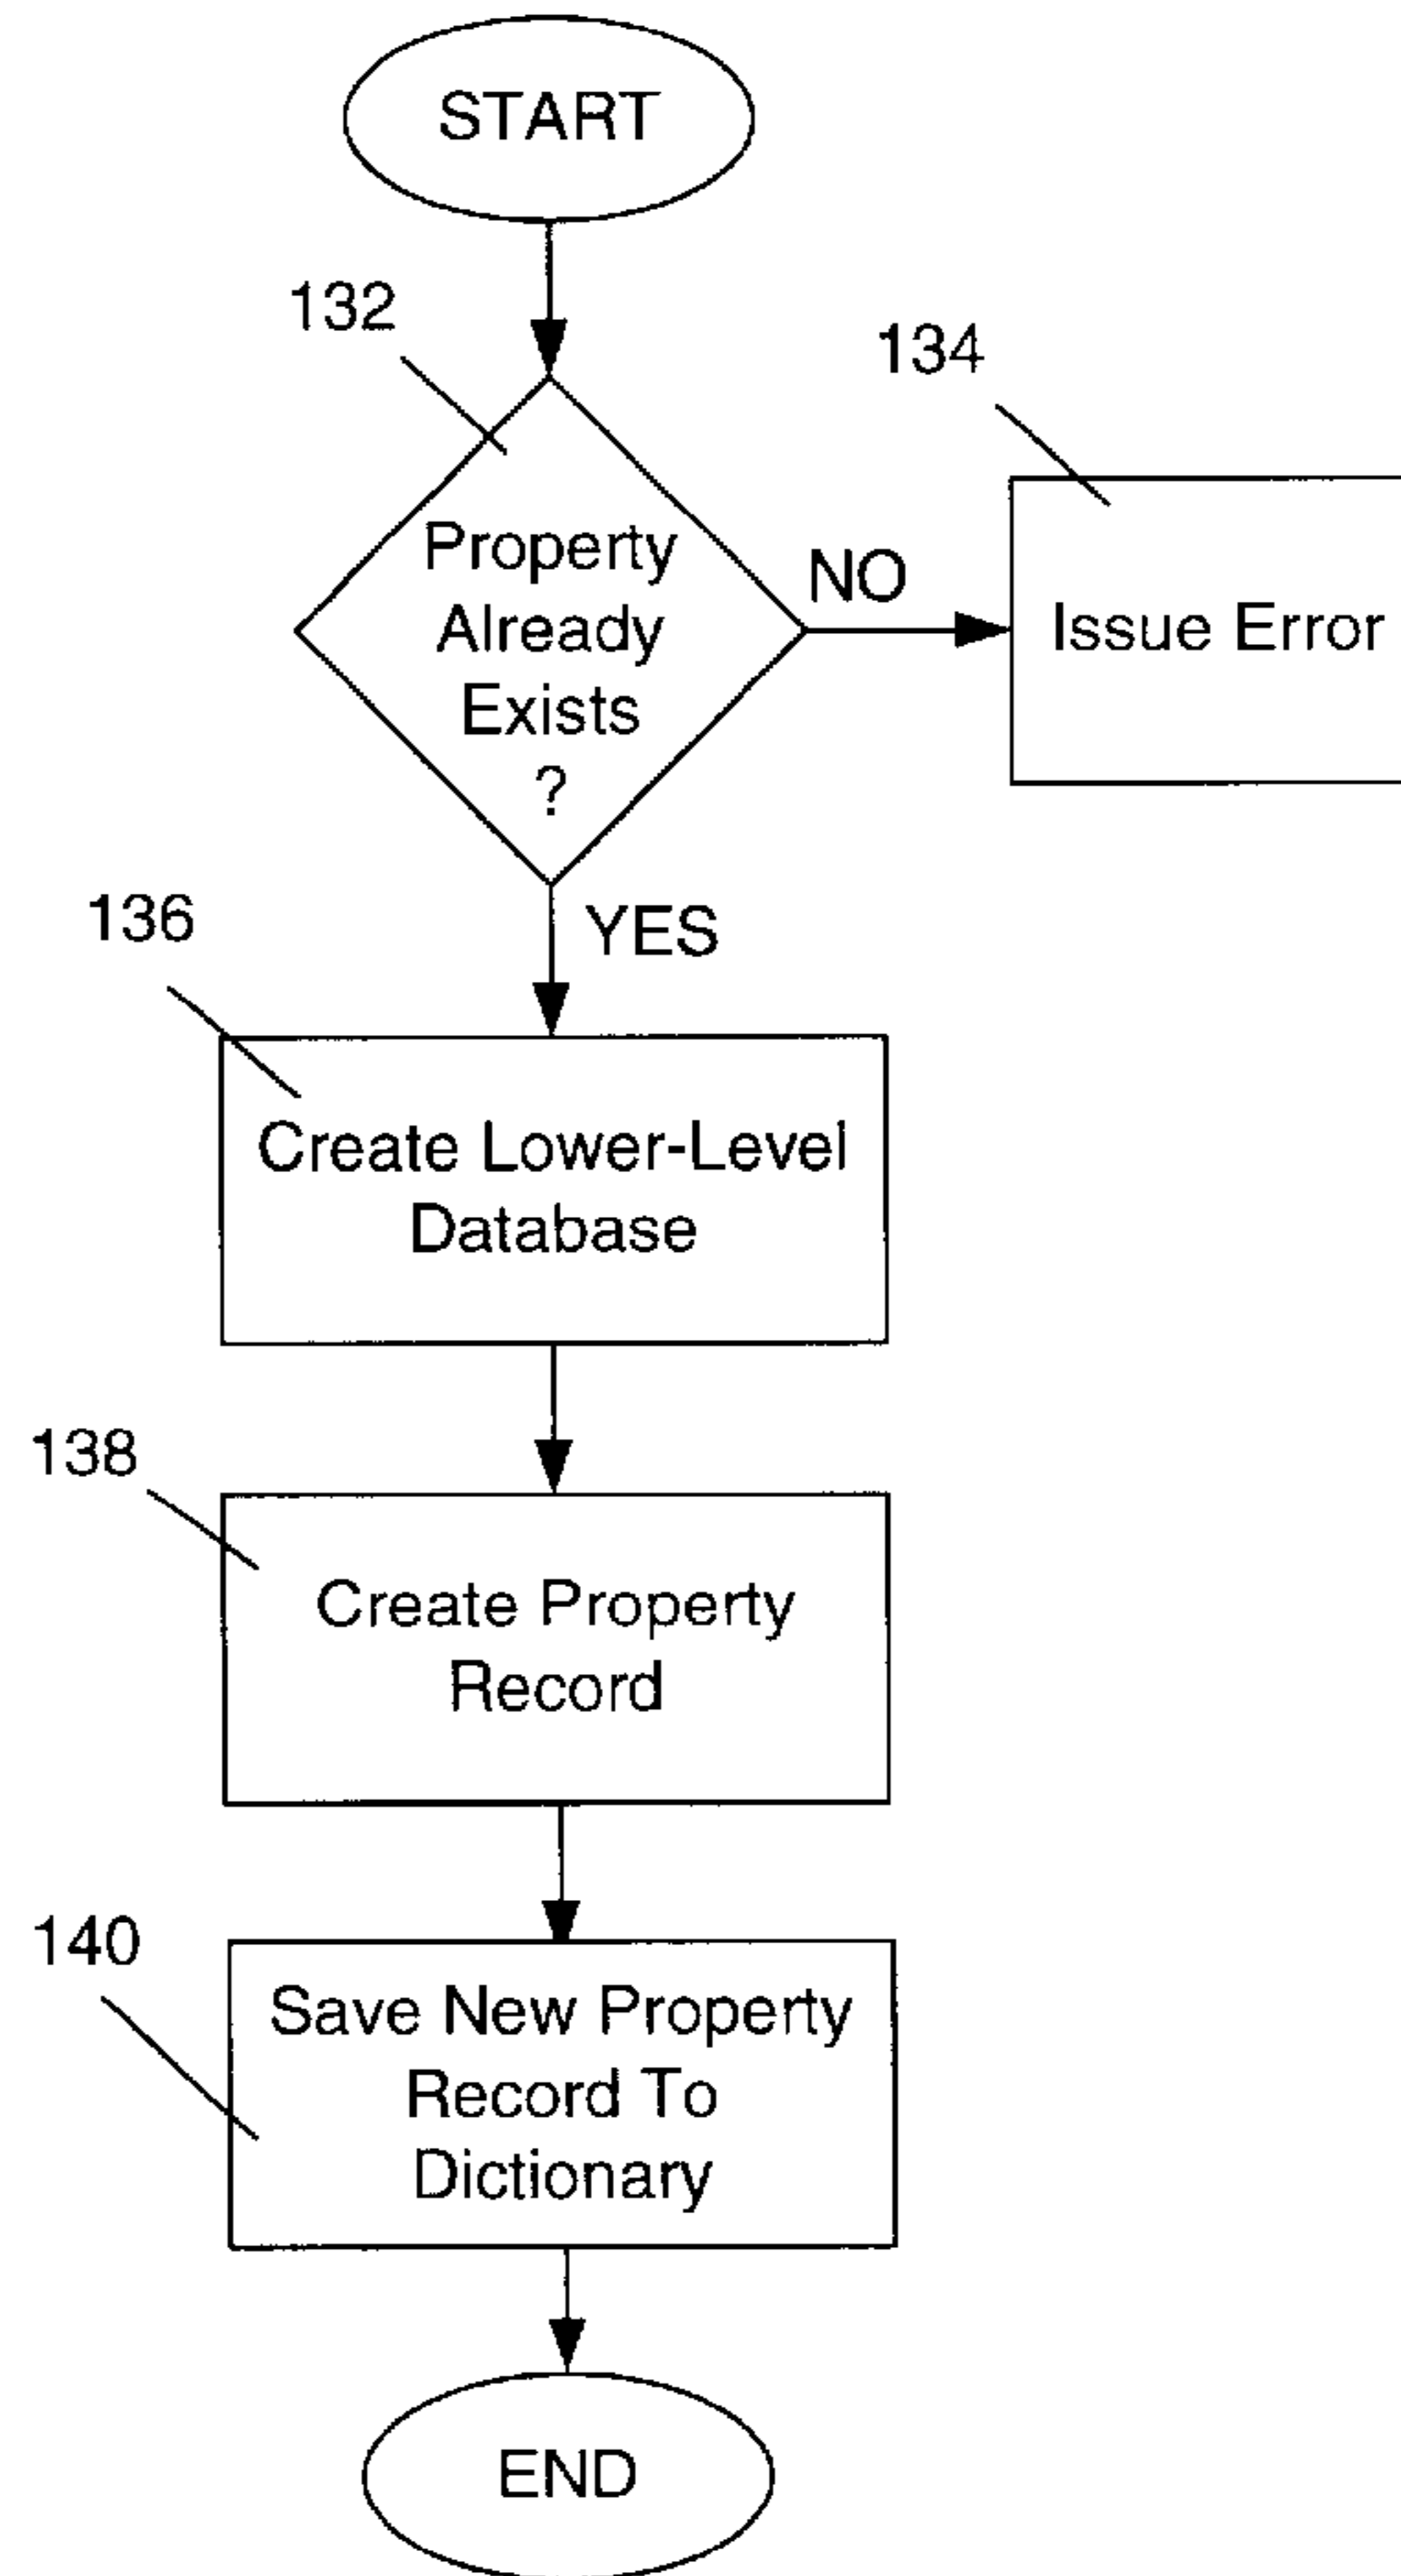 START
132
134
Property
Already
Exists
?
NO
Issue Error
YES
136
Create Lower-Level
Database
138
Create Property
Record
140
Save New Property
Record To
Dictionary
END